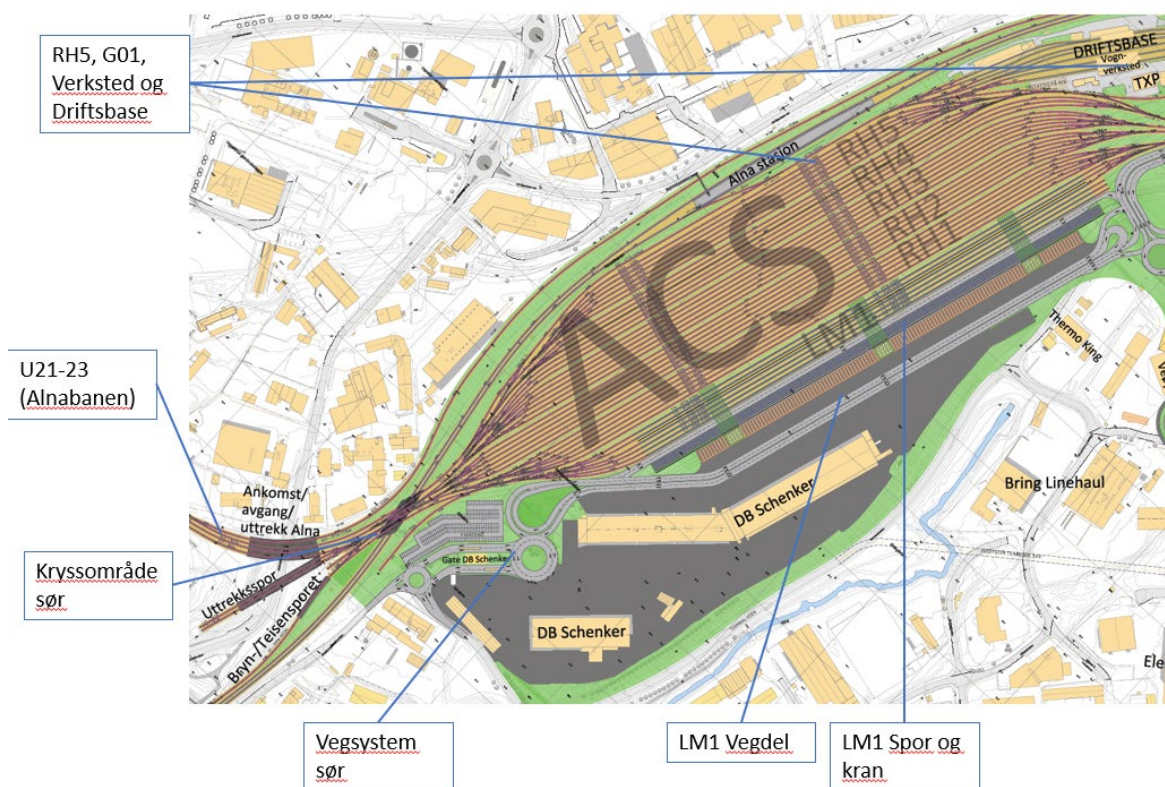 RH5, G01,
Verksted og
Driftsbase
DRIFTSBASE
Vogn-
verksted
TXP
Alna stasjon
RH5
RH4
RH3
RH2
RH1
ACS
LM1
Thermo King
U21-23
(Alnabanen)
Ankomst/
avgang/
uttrekk Alna
DB Schenker
Bring Linehaul
Gate DB Schenker
Kryssområde
sør
Uttrekksspor
Bryn-/Teisensporet
DB Schenker
Ele
Vegsystem
sør
LM1 Vegdel
LM1 Spor og
kran